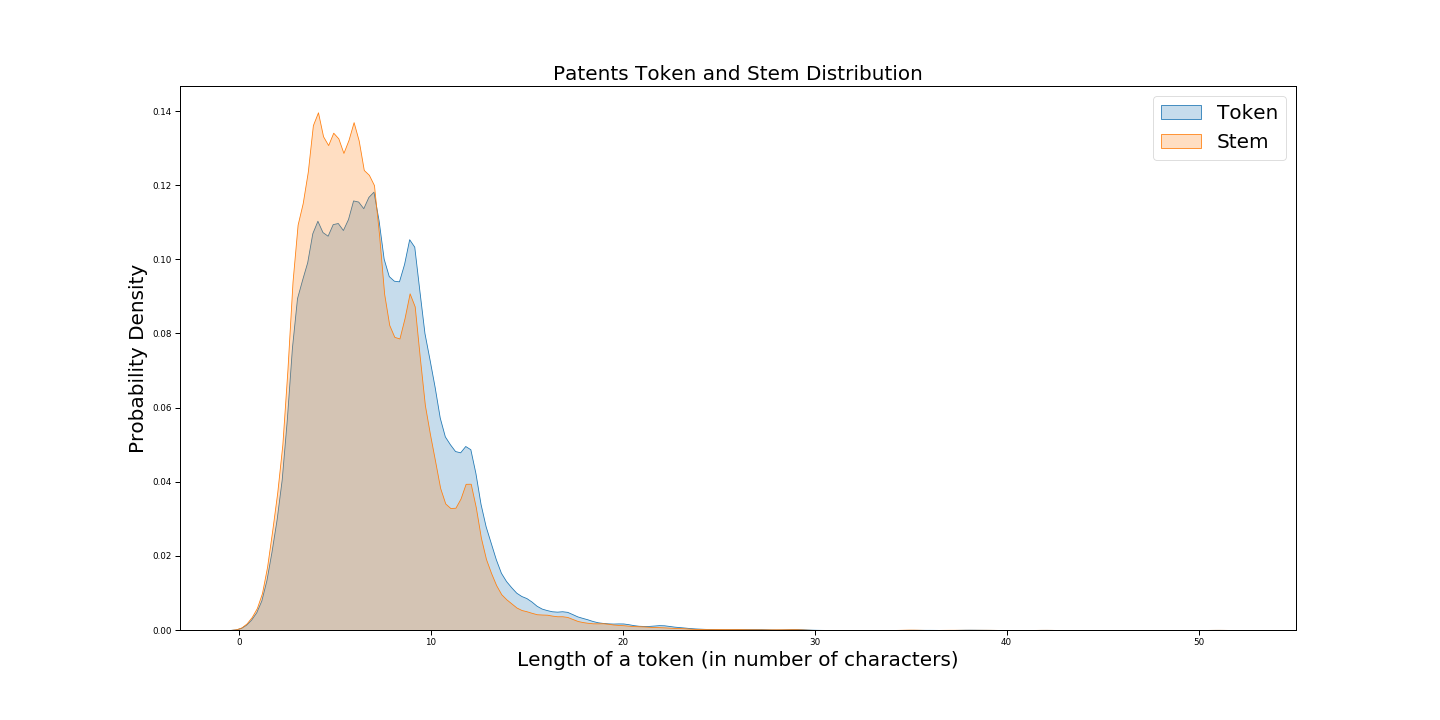 Patents Token and Stem Distribution
Token
Stem
0.14
0.12
0.10
0.08
0.06
0.04
0.02
0.00
Probability Density
0 10 20 30 40 50
Length of a token (in number of characters)